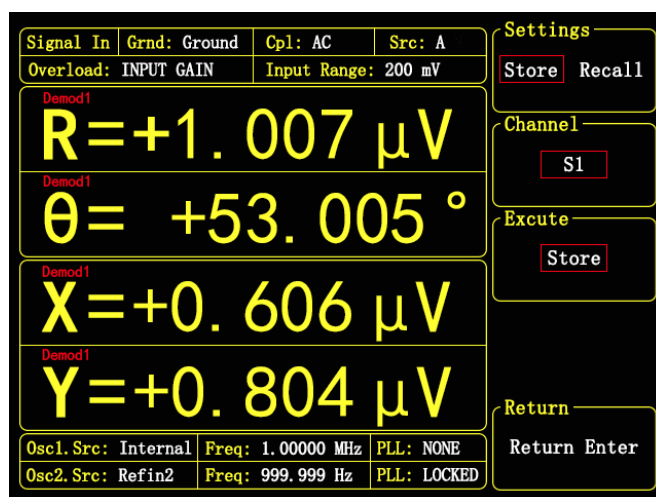 Signal In Grnd: Ground Cpl: AC Src: A
Overload: INPUT GAIN Input Range: 200 mV
Demod1
R=+1.007 μV
Demod1
θ= +53.005 °
Demod1
X=+0.606 μV
Demod1
Y=+0.804 μV
Osc1.Src: Internal Freq: 1.00000 MHz PLL: NONE
Osc2.Src: Refin2 Freq: 999.999 Hz PLL: LOCKED
Settings
Store Recall
Channel
S1
Excute
Store
Return
Return Enter